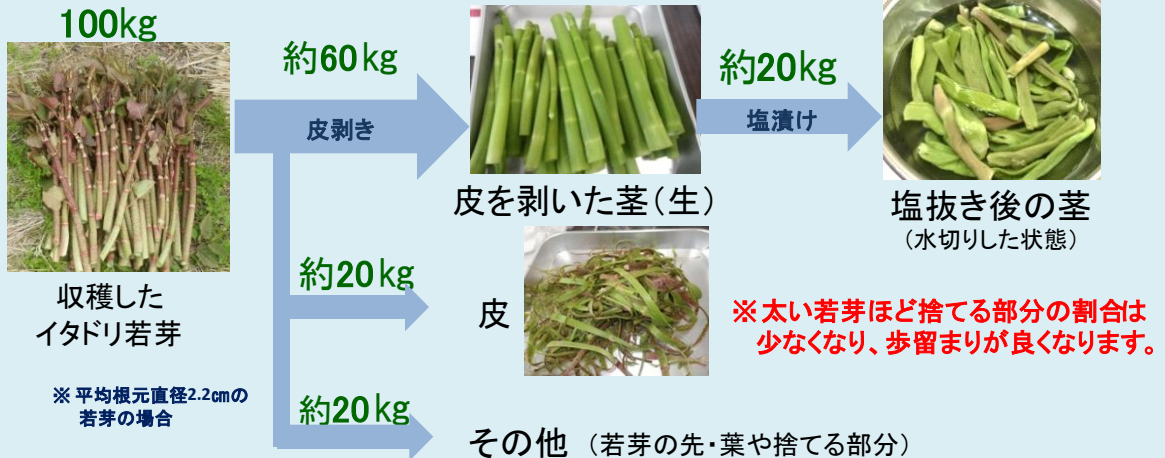 100kg
収穫した
イタドリ若芽
※ 平均根元直径2.2㎝の
若芽の場合
約60kg
皮剥き
皮を剥いた茎(生)
約20kg
塩漬け
塩抜き後の茎
(水切りした状態)
約20kg
皮
※太い若芽ほど捨てる部分の割合は
少なくなり、歩留まりが良くなります。
約20kg
その他 (若芽の先・葉や捨てる部分)